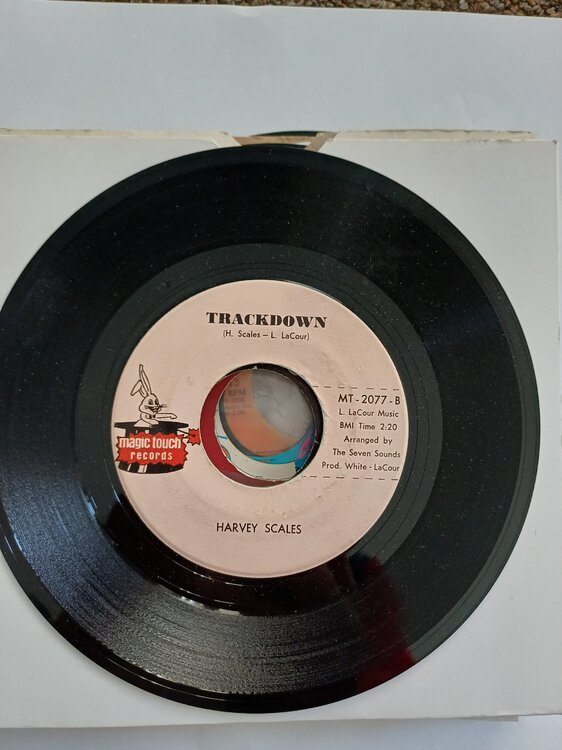 TRACKDOWN
(H. Scales — L. LaCour)
MT - 2077 - B
L. LaCour Music
BMI Time 2:20
Arranged by
The Seven Sounds
Prod. White - LaCour
magic touch
records
HARVEY SCALES